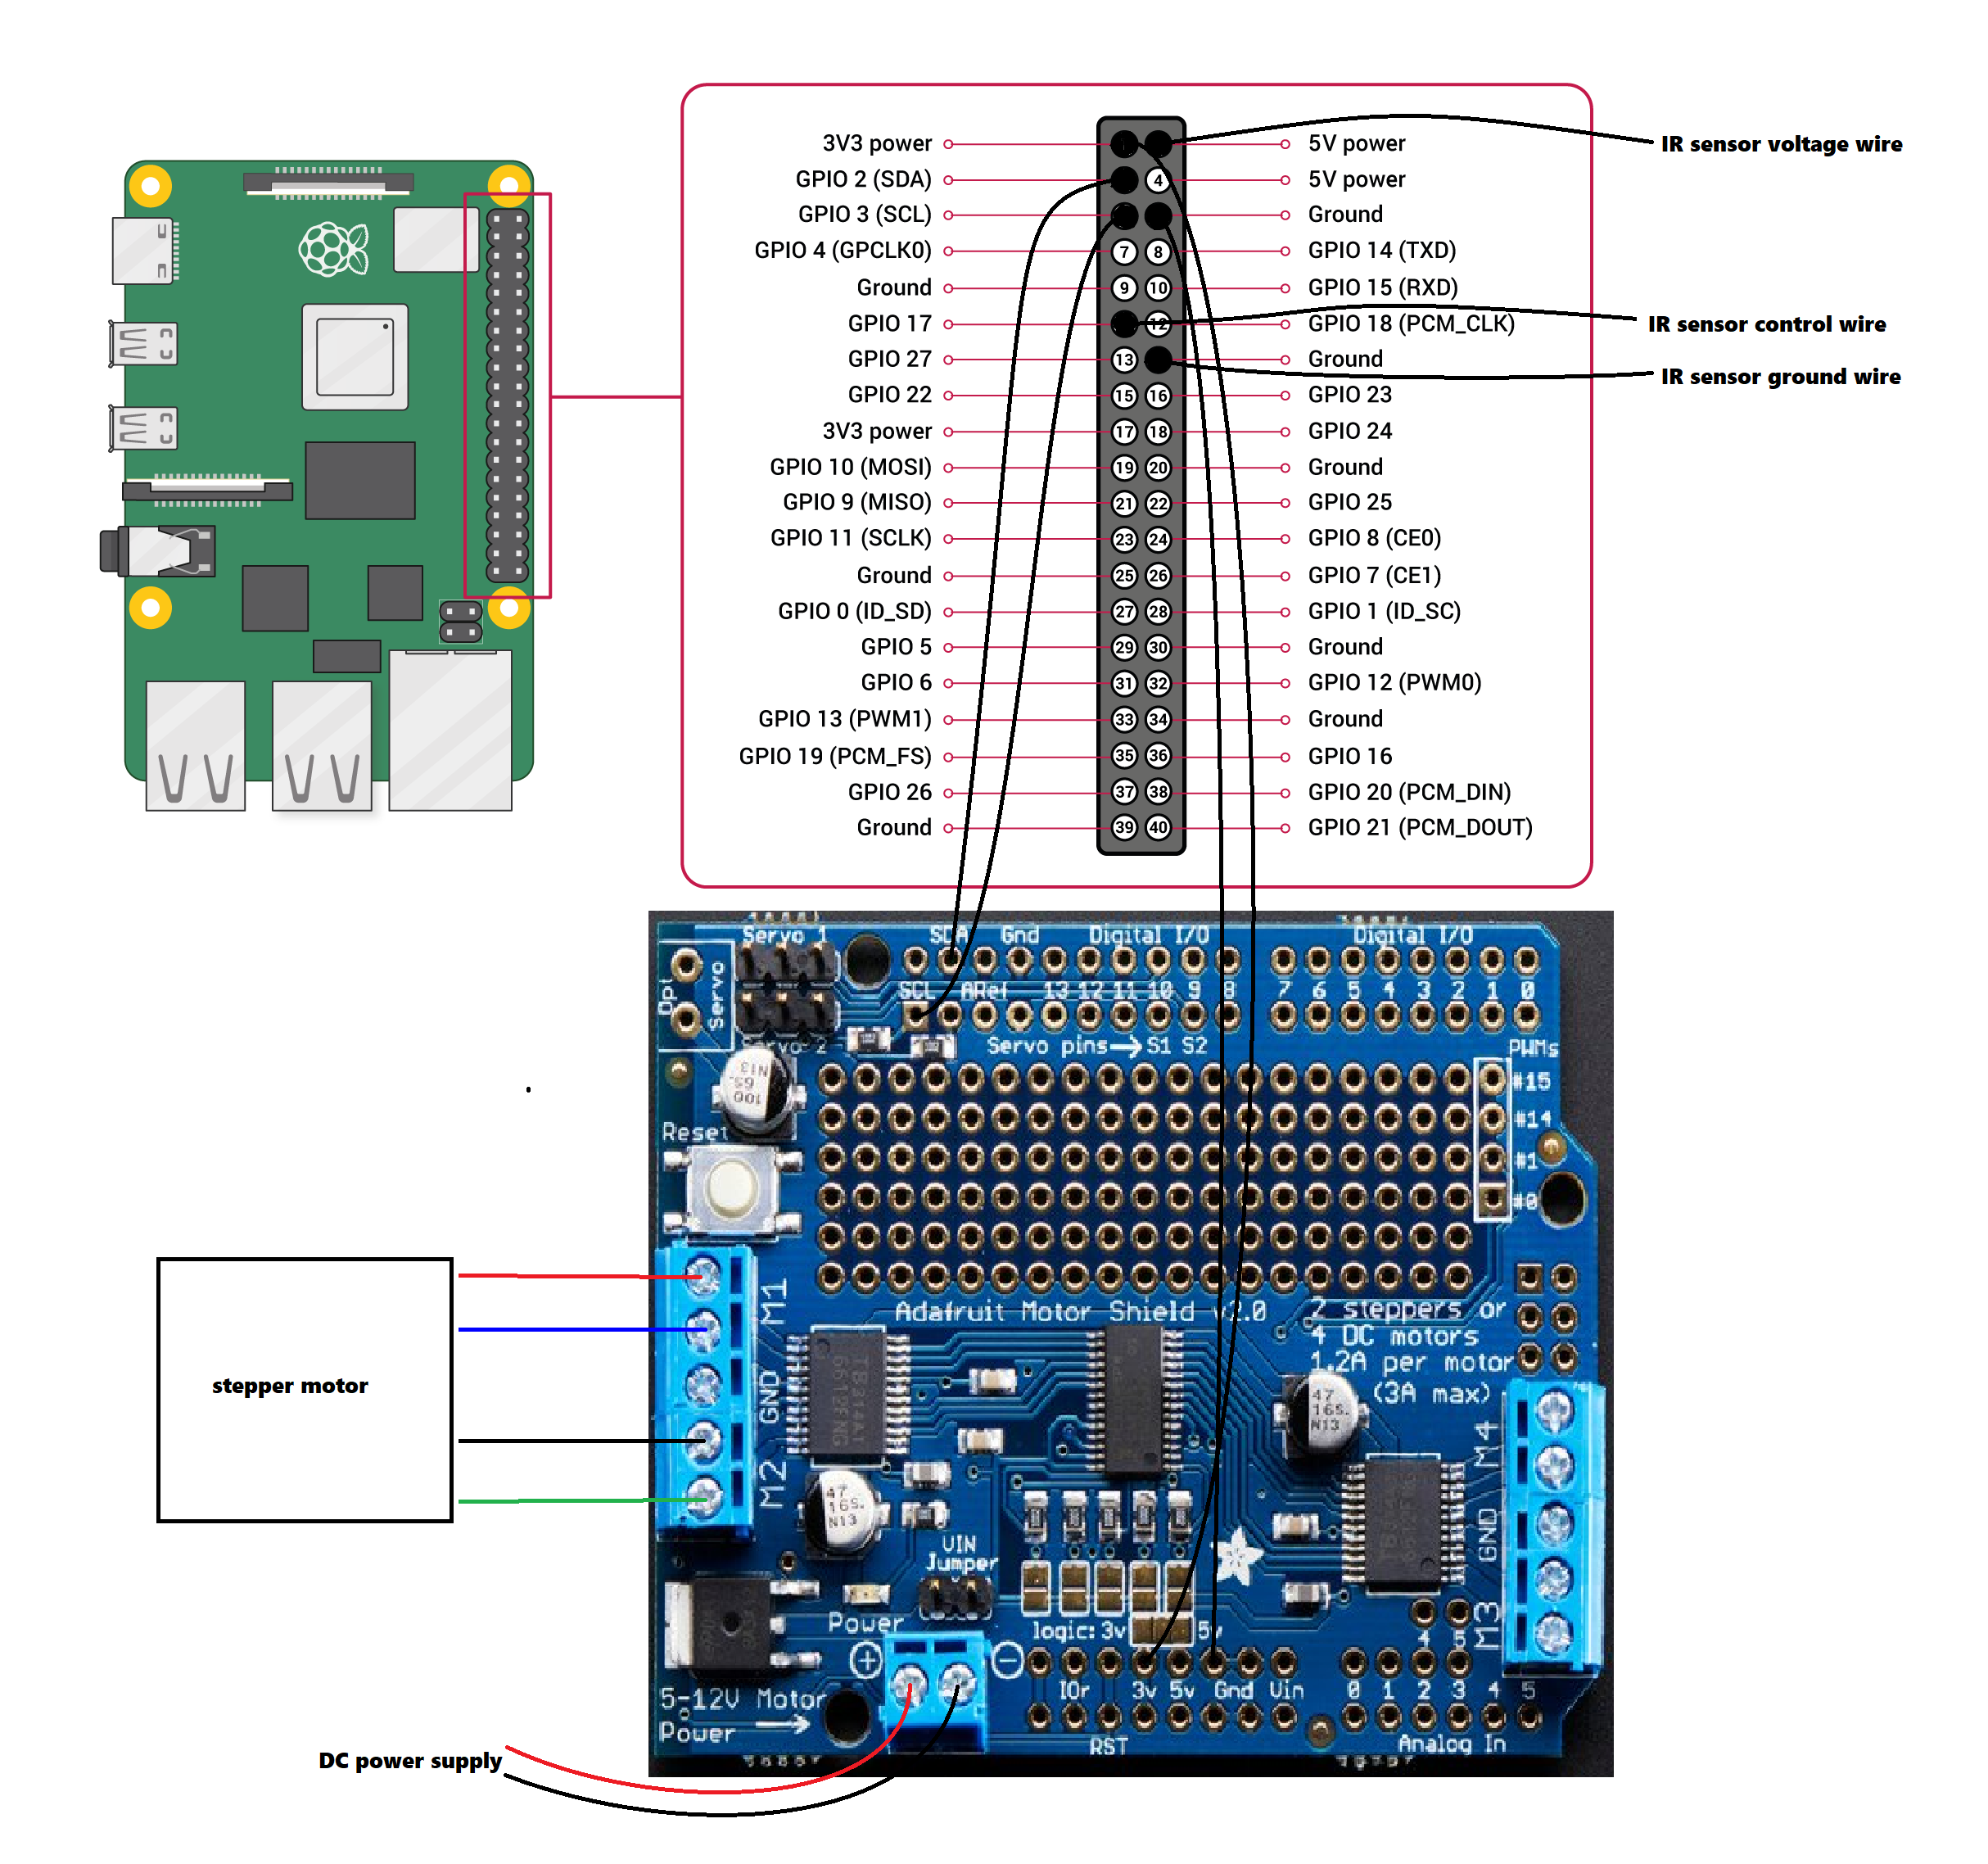 3V3 power
5V power
IR sensor voltage wire
GPIO 2 (SDA)
4
5V power
GPIO 3 (SCL)
Ground
GPIO 4 (GPCLK0)
7
8
GPIO 14 (TXD)
Ground
9
10
GPIO 15 (RXD)
GPIO 17
12
GPIO 18 (PCM_CLK)
IR sensor control wire
GPIO 27
13
Ground
IR sensor ground wire
GPIO 22
15
16
GPIO 23
3V3 power
17
18
GPIO 24
GPIO 10 (MOSI)
19
20
Ground
GPIO 9 (MISO)
21
22
GPIO 25
GPIO 11 (SCLK)
23
24
GPIO 8 (CE0)
Ground
25
26
GPIO 7 (CE1)
GPIO 0 (ID_SD)
27
28
GPIO 1 (ID_SC)
GPIO 5
29
30
Ground
GPIO 6
31
32
GPIO 12 (PWM0)
GPIO 13 (PWM1)
33
34
Ground
GPIO 19 (PCM_FS)
35
36
GPIO 16
GPIO 26
37
38
GPIO 20 (PCM_DIN)
Ground
39
40
GPIO 21 (PCM_DOUT)
Servo 1
SDA
Gnd
Digital I/O
Digital I/O
Opt
Servo
SCL
ARef
13 12 11 10 9 8
7 6 5 4 3 2 1 0
Servo 2
Servo pins S1 S2
PWMs
#15
#14
#1
#0
Reset
M1
GND
M2
Adafruit Motor Shield v2.0
2 steppers or
4 DC motors
1.2A per motor
(3A max)
stepper motor
47
16S.
N13
47
16S.
N13
M4
GND
M3
VIN
Jumper
Power
logic: 3v
5v
4 5
5-12V Motor
Power
+
-
IOr
3v 5v Gnd Vin
0 1 2 3 4 5
RST
Analog In
DC power supply